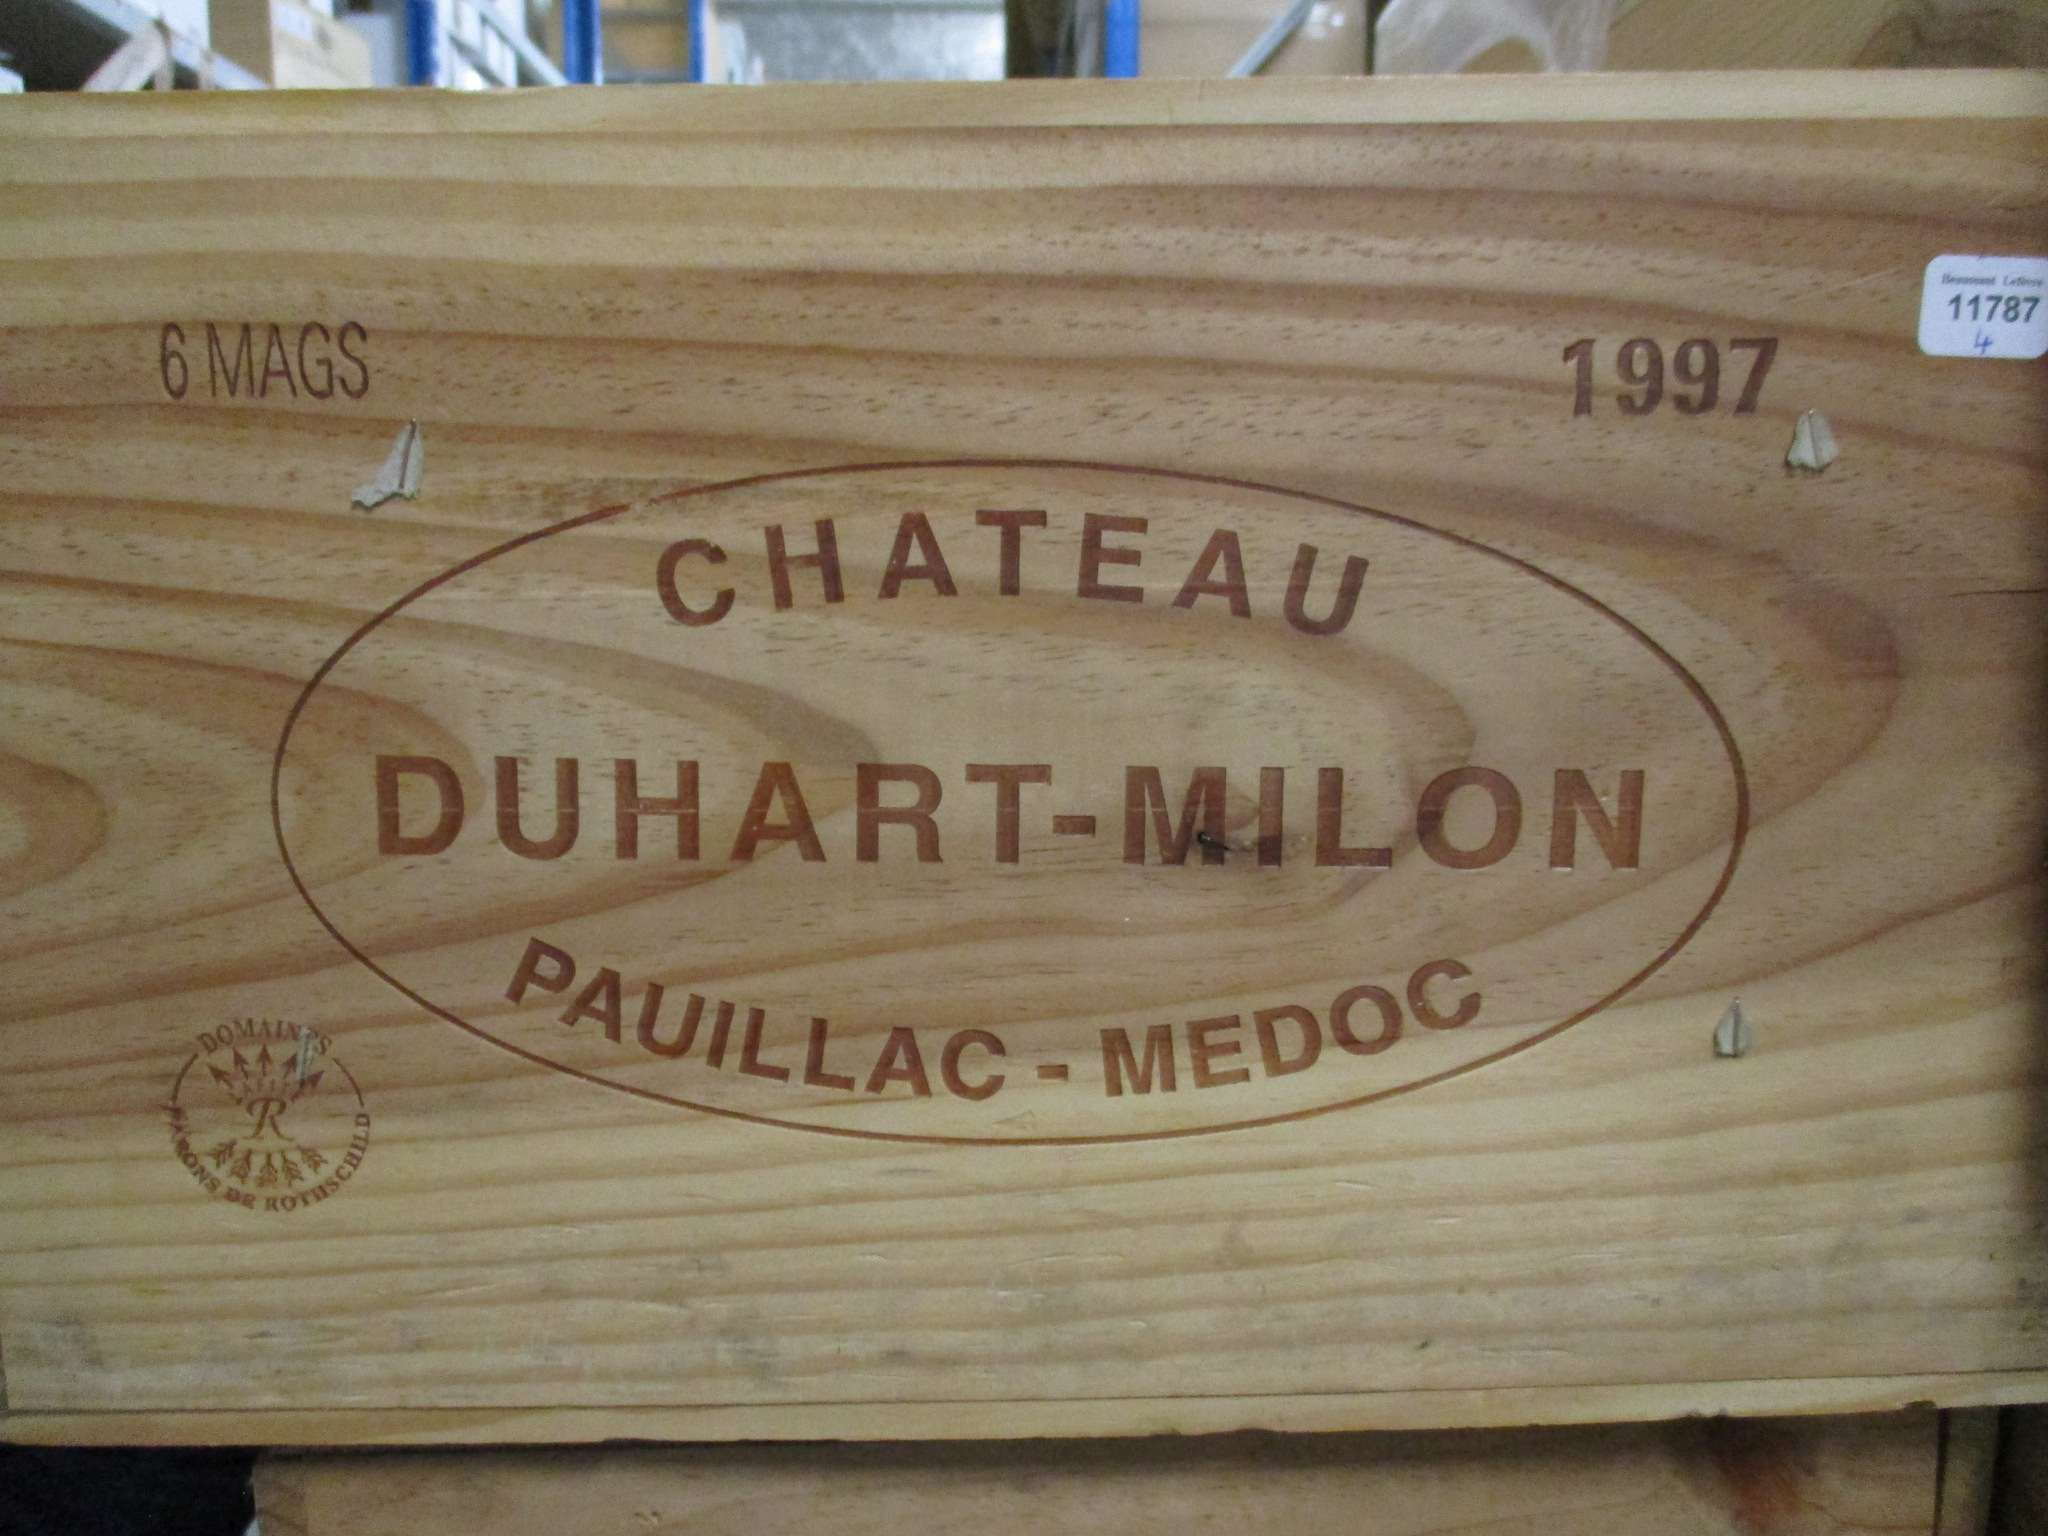 6 MAGS
1997
11787
4
CHATEAU
DUHART-MILON
PAUILLAC - MEDOC
DOMAINES
R
BARONS DE ROTHSCHILD